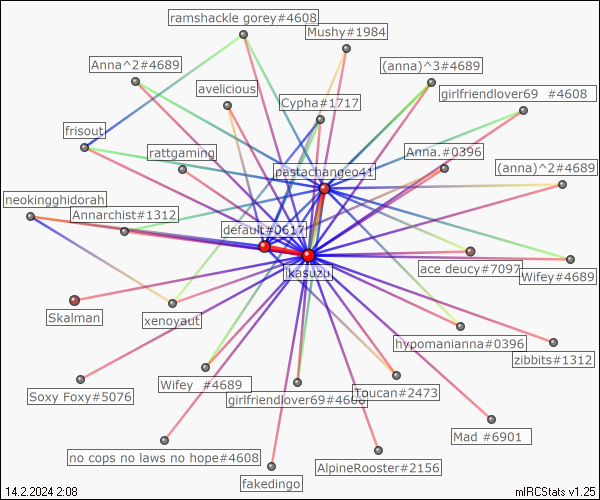 ramshackle gorey#4608
Mushy#1984
Anna^2#4689
(anna)^3#4689
avelicious
girlfriendlover69 #4608
Cypha#1717
frisout
rattgaming
Anna.#0396
pastachange041
(anna)^2#4689
neokingghidorah
Annarchist#1312
default#0617
ikasuzu
ace deucy#7097
Wifey#4689
Skalman
xenoyaut
hypomanianna#0396
zibbits#1312
Wifey #4689
Toucan#2473
Soxy Foxy#5076
girlfriendlover69#4608
Mad #6901
no cops no laws no hope#4608
AlpineRooster#2156
fakedingo
14.2.2024 2:08
mIRCStats v1.25